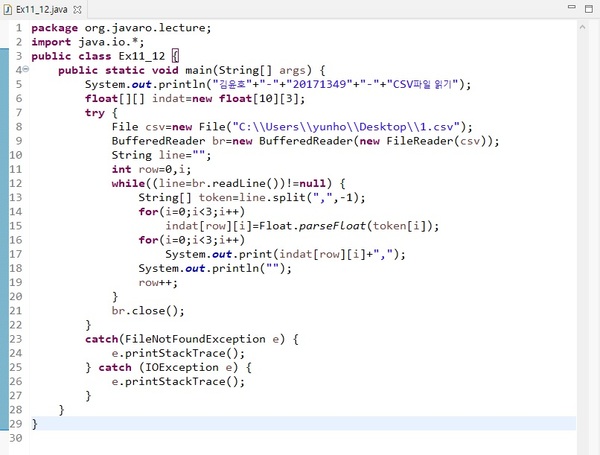 Ex11_12.java
1 package org.javaro.lecture;
2 import java.io.*;
3 public class Ex11_12 {
4 public static void main(String[] args) {
5 System.out.println("김윤호"+"-"+"20171349"+"-"+"CSV파일 읽기");
6 float[][] indat=new float[10][3];
7 try {
8 File csv=new File("C:\\Users\\yunho\\Desktop\\1.csv");
9 BufferedReader br=new BufferedReader(new FileReader(csv));
10 String line="";
11 int row=0,i;
12 while((line=br.readLine())!=null) {
13 String[] token=line.split(",",-1);
14 for(i=0;i<3;i++)
15 indat[row][i]=Float.parseFloat(token[i]);
16 for(i=0;i<3;i++)
17 System.out.print(indat[row][i]+",");
18 System.out.println("");
19 row++;
20 }
21 br.close();
22 }
23 catch(FileNotFoundException e) {
24 e.printStackTrace();
25 } catch (IOException e) {
26 e.printStackTrace();
27 }
28 }
29 }
30